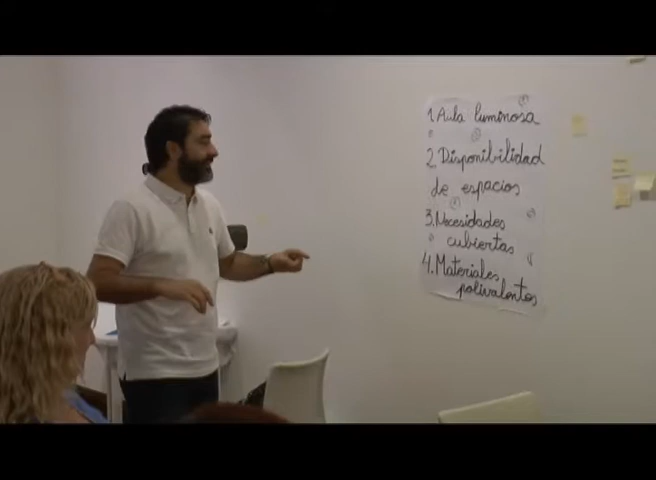 1. Aula luminosa
2. Disponibilidad
de espacios
3. Necesidades
cubiertas
4. Materiales
polivalentes